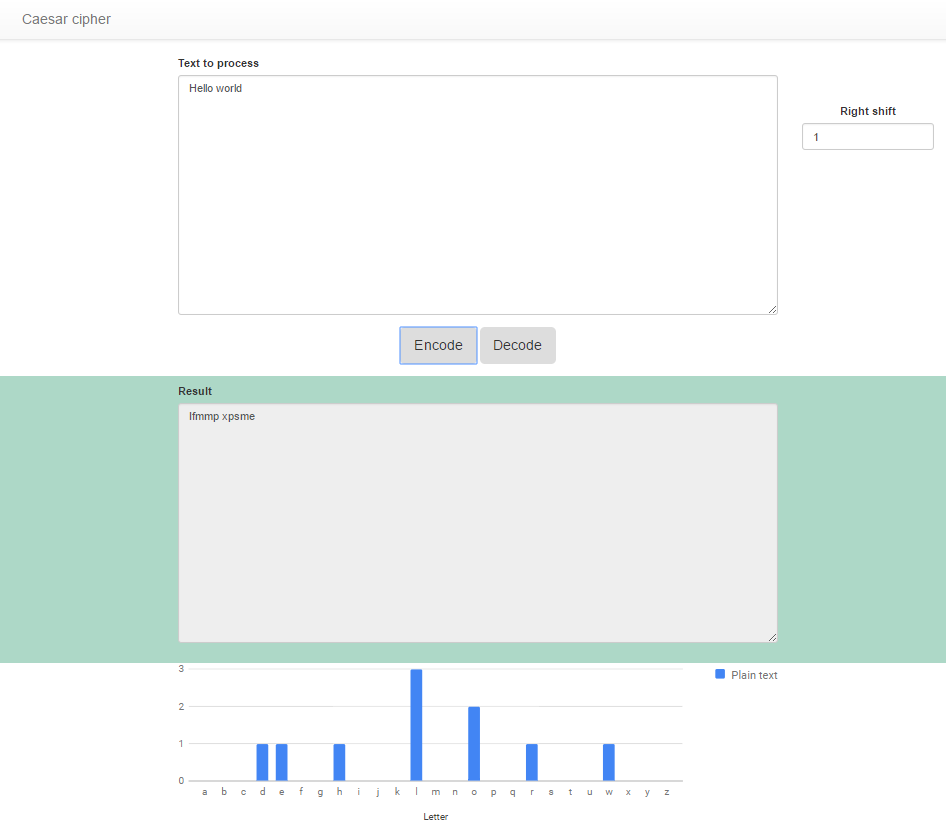 Caesar cipher
Text to process
Hello world
Right shift
1
Encode Decode
Result
Ifmmp xpsme
3
2
1
0
Plain text
a b c d e f g h i j k l m n o p q r s t u w x y z
Letter